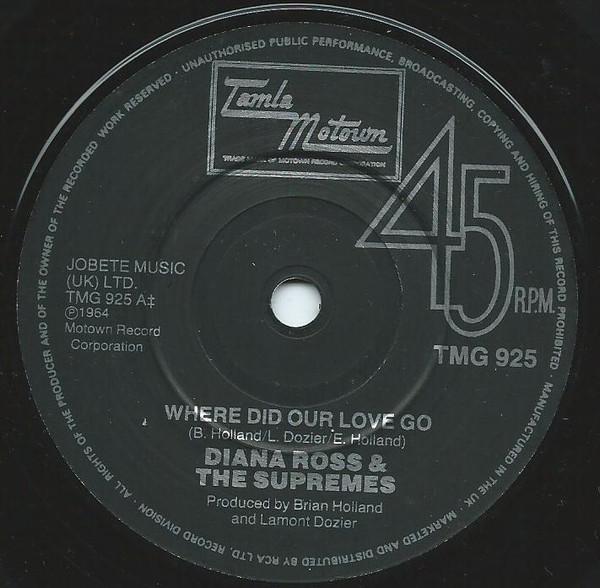 ALL RIGHTS OF THE PRODUCER AND OF THE OWNER OF THE RECORDED WORK RESERVED · UNAUTHORISED PUBLIC PERFORMANCE, BROADCASTING, COPYING AND HIRING OF THIS RECORD PROHIBITED · MANUFACTURED IN THE UK. · MARKETED AND DISTRIBUTED BY RCA LTD. RECORD DIVISION ·
Tamla
Motown
TRADE MARK OF MOTOWN RECORD CORPORATION
45
R.P.M.
JOBETE MUSIC
(UK) LTD.
TMG 925 A‡
℗1964
Motown Record
Corporation
TMG 925
WHERE DID OUR LOVE GO
(B. Holland/L. Dozier/E. Holland)
DIANA ROSS &
THE SUPREMES
Produced by Brian Holland
and Lamont Dozier